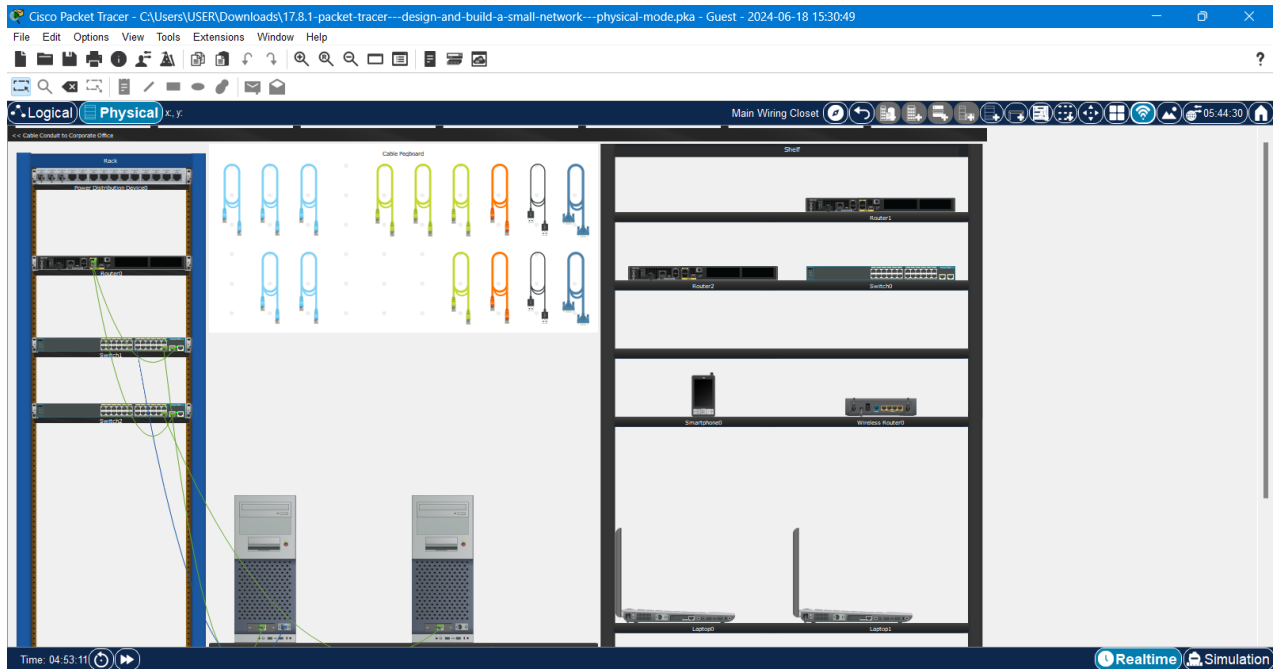 Cisco Packet Tracer - C:\Users\USER\Downloads\17.8.1-packet-tracer---design-and-build-a-small-network---physical-mode.pka - Guest - 2024-06-18 15:30:49
File Edit Options View Tools Extensions Window Help
Logical Physical x, y: Main Wiring Closet 05:44:30
<< Cable Conduit to Corporate Office
Rack
Power Distribution Device0
Router0
Switch1
Switch2
Cable Pegboard
Shelf
Router1
Router2 Switch0
Smartphone0 Wireless Router0
Laptop0 Laptop1
Time: 04:53:11 Realtime Simulation